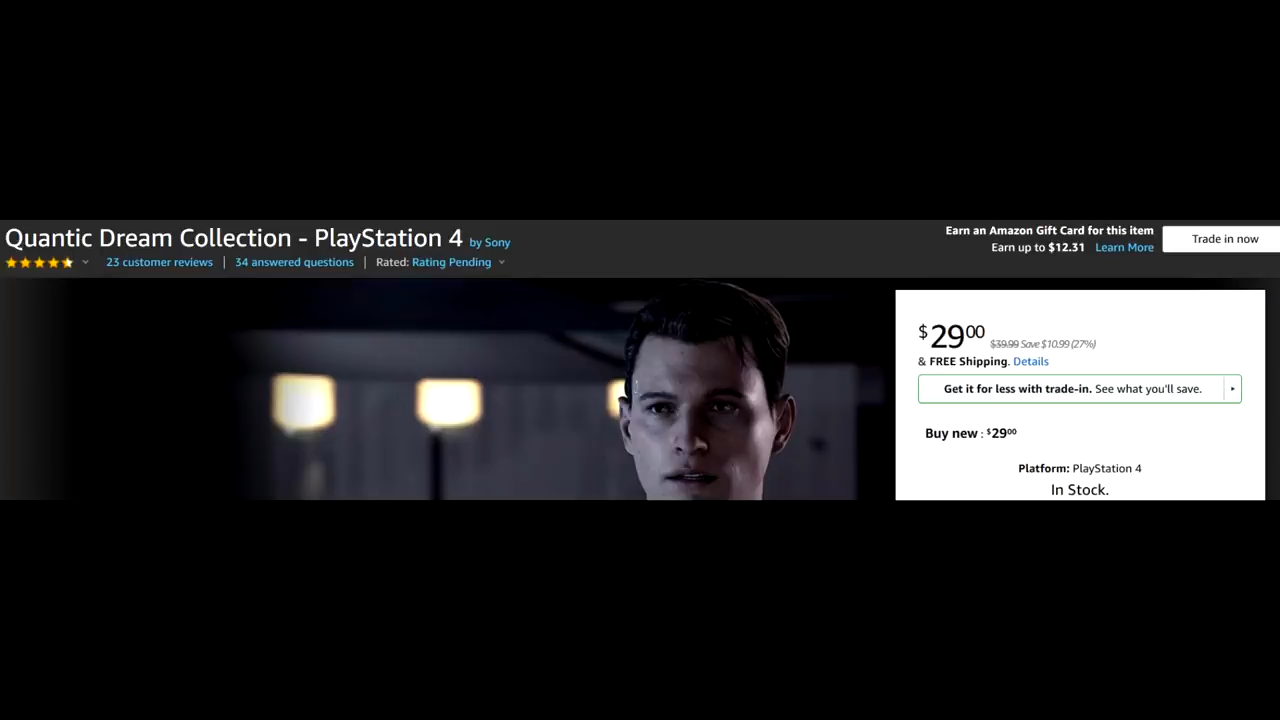 Quantic Dream Collection - PlayStation 4 by Sony
23 customer reviews | 34 answered questions | Rated: Rating Pending
Earn an Amazon Gift Card for this item
Earn up to $12.31 Learn More
Trade in now
$29.00 $39.99 Save $10.99 (27%)
& FREE Shipping. Details
Get it for less with trade-in. See what you'll save.
Buy new : $29.00
Platform: PlayStation 4
In Stock.